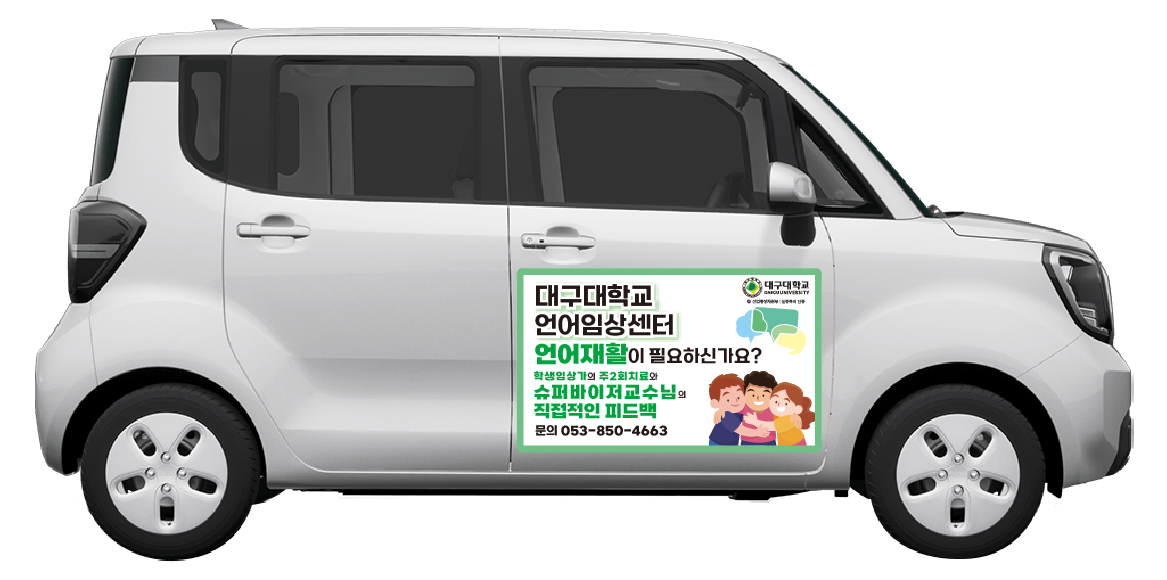 대구대학교
DAEGU UNIVERSITY
대구대학교
언어임상센터
언어재활이 필요하신가요?
학생임상가의 주2회치료와
슈퍼바이저교수님의
직접적인 피드백
문의 053-850-4663